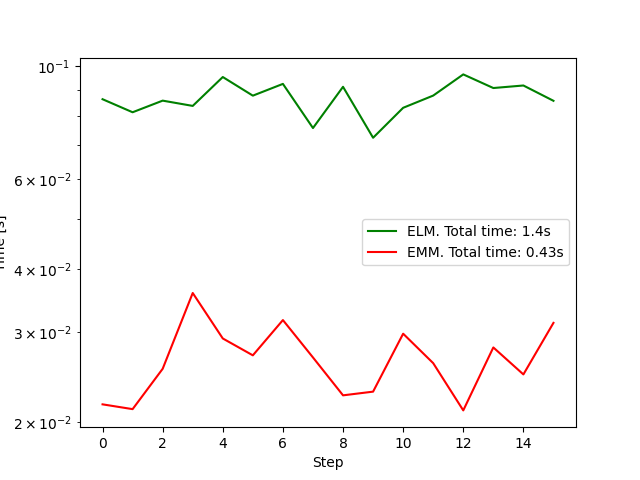 10⁻¹
6 × 10⁻²
4 × 10⁻²
3 × 10⁻²
2 × 10⁻²
Time [s]
ELM. Total time: 1.4s
EMM. Total time: 0.43s
0 2 4 6 8 10 12 14
Step